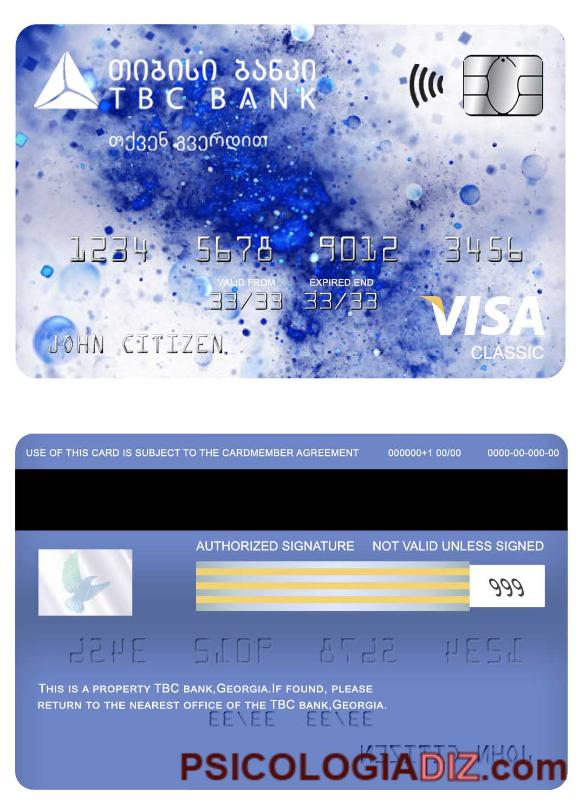 თიბისი ბანკი
TBC BANK
თქვენ გვერდით
1234 5678 9012 3456
VALID FROM EXPIRED END
33/33 33/33
JOHN CITIZEN
VISA
CLASSIC
USE OF THIS CARD IS SUBJECT TO THE CARDMEMBER AGREEMENT 000000+1 00/00 0000-00-000-00
AUTHORIZED SIGNATURE NOT VALID UNLESS SIGNED
999
THIS IS A PROPERTY TBC BANK,GEORGIA.IF FOUND, PLEASE
RETURN TO THE NEAREST OFFICE OF THE TBC BANK,GEORGIA.
PSICOLOGIADIZ.com